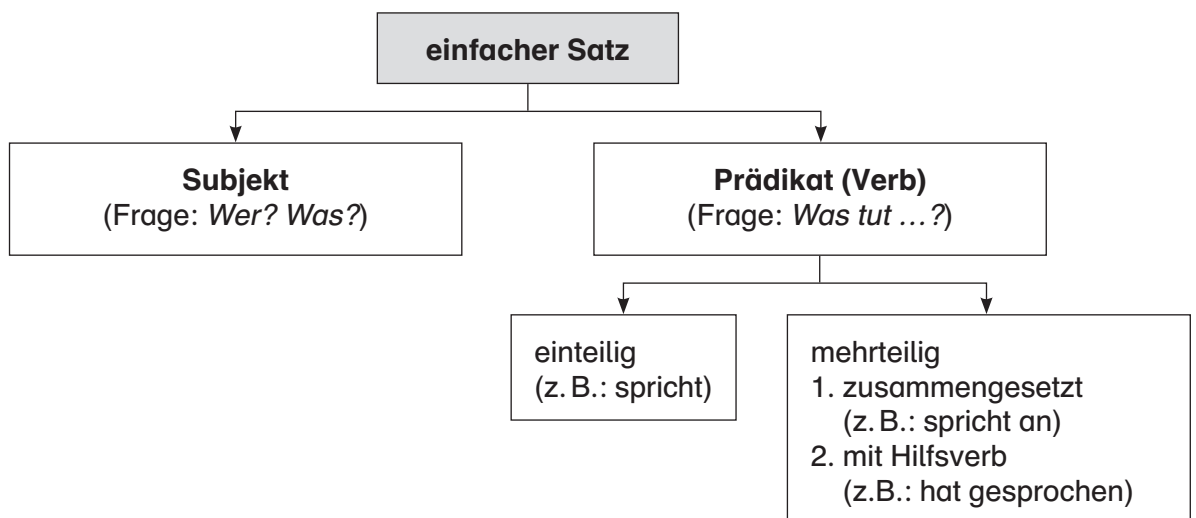 einfacher Satz
Subjekt
(Frage: Wer? Was?)
Prädikat (Verb)
(Frage: Was tut …?)
einteilig
(z. B.: spricht)
mehrteilig
1. zusammengesetzt
(z. B.: spricht an)
2. mit Hilfsverb
(z.B.: hat gesprochen)